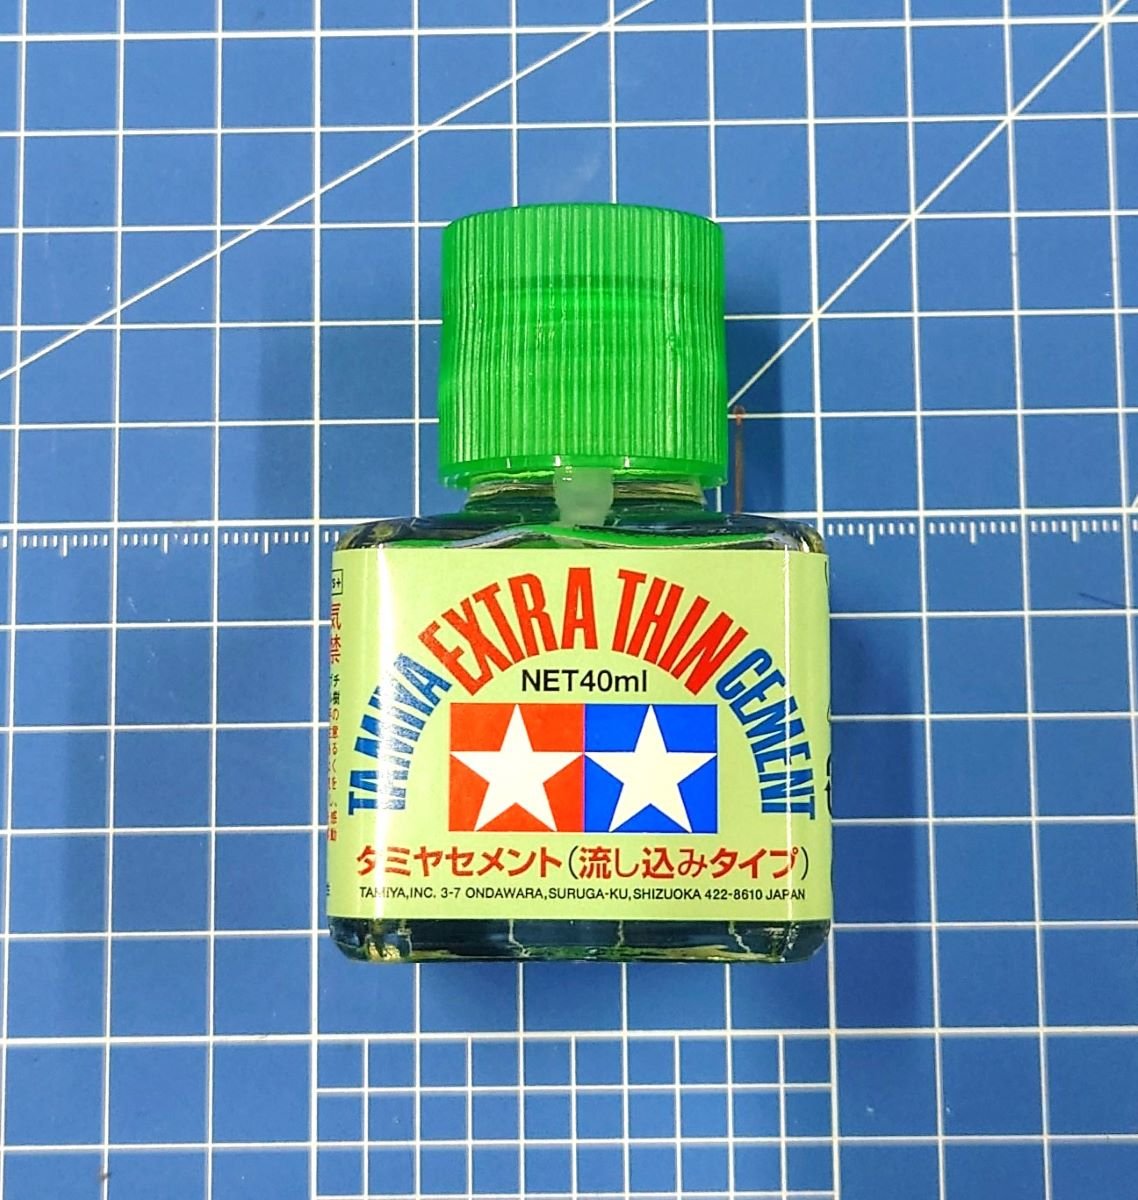 TAMIYA EXTRA THIN CEMENT
NET40ml
タミヤセメント(流し込みタイプ)
TAMIYA,INC. 3-7 ONDAWARA,SURUGA-KU,SHIZUOKA 422-8610 JAPAN